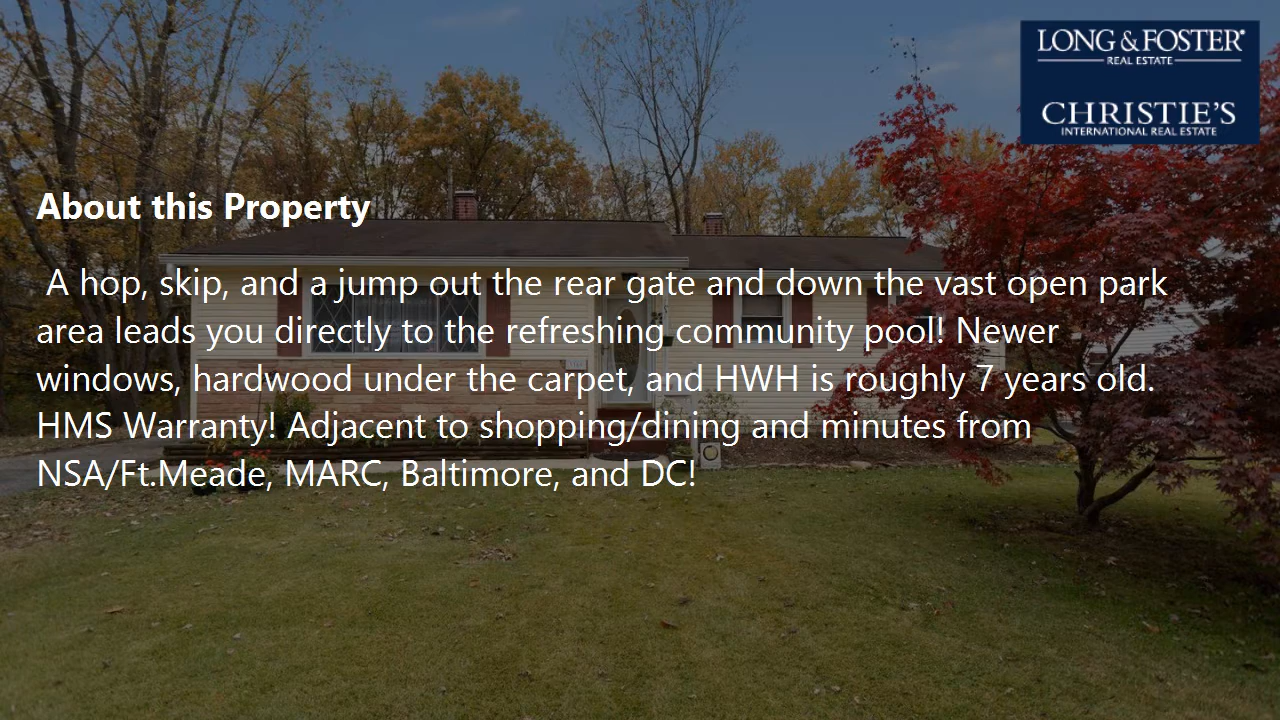 LONG & FOSTER®
REAL ESTATE
CHRISTIE'S
INTERNATIONAL REAL ESTATE
About this Property
A hop, skip, and a jump out the rear gate and down the vast open park
area leads you directly to the refreshing community pool! Newer
windows, hardwood under the carpet, and HWH is roughly 7 years old.
HMS Warranty! Adjacent to shopping/dining and minutes from
NSA/Ft.Meade, MARC, Baltimore, and DC!